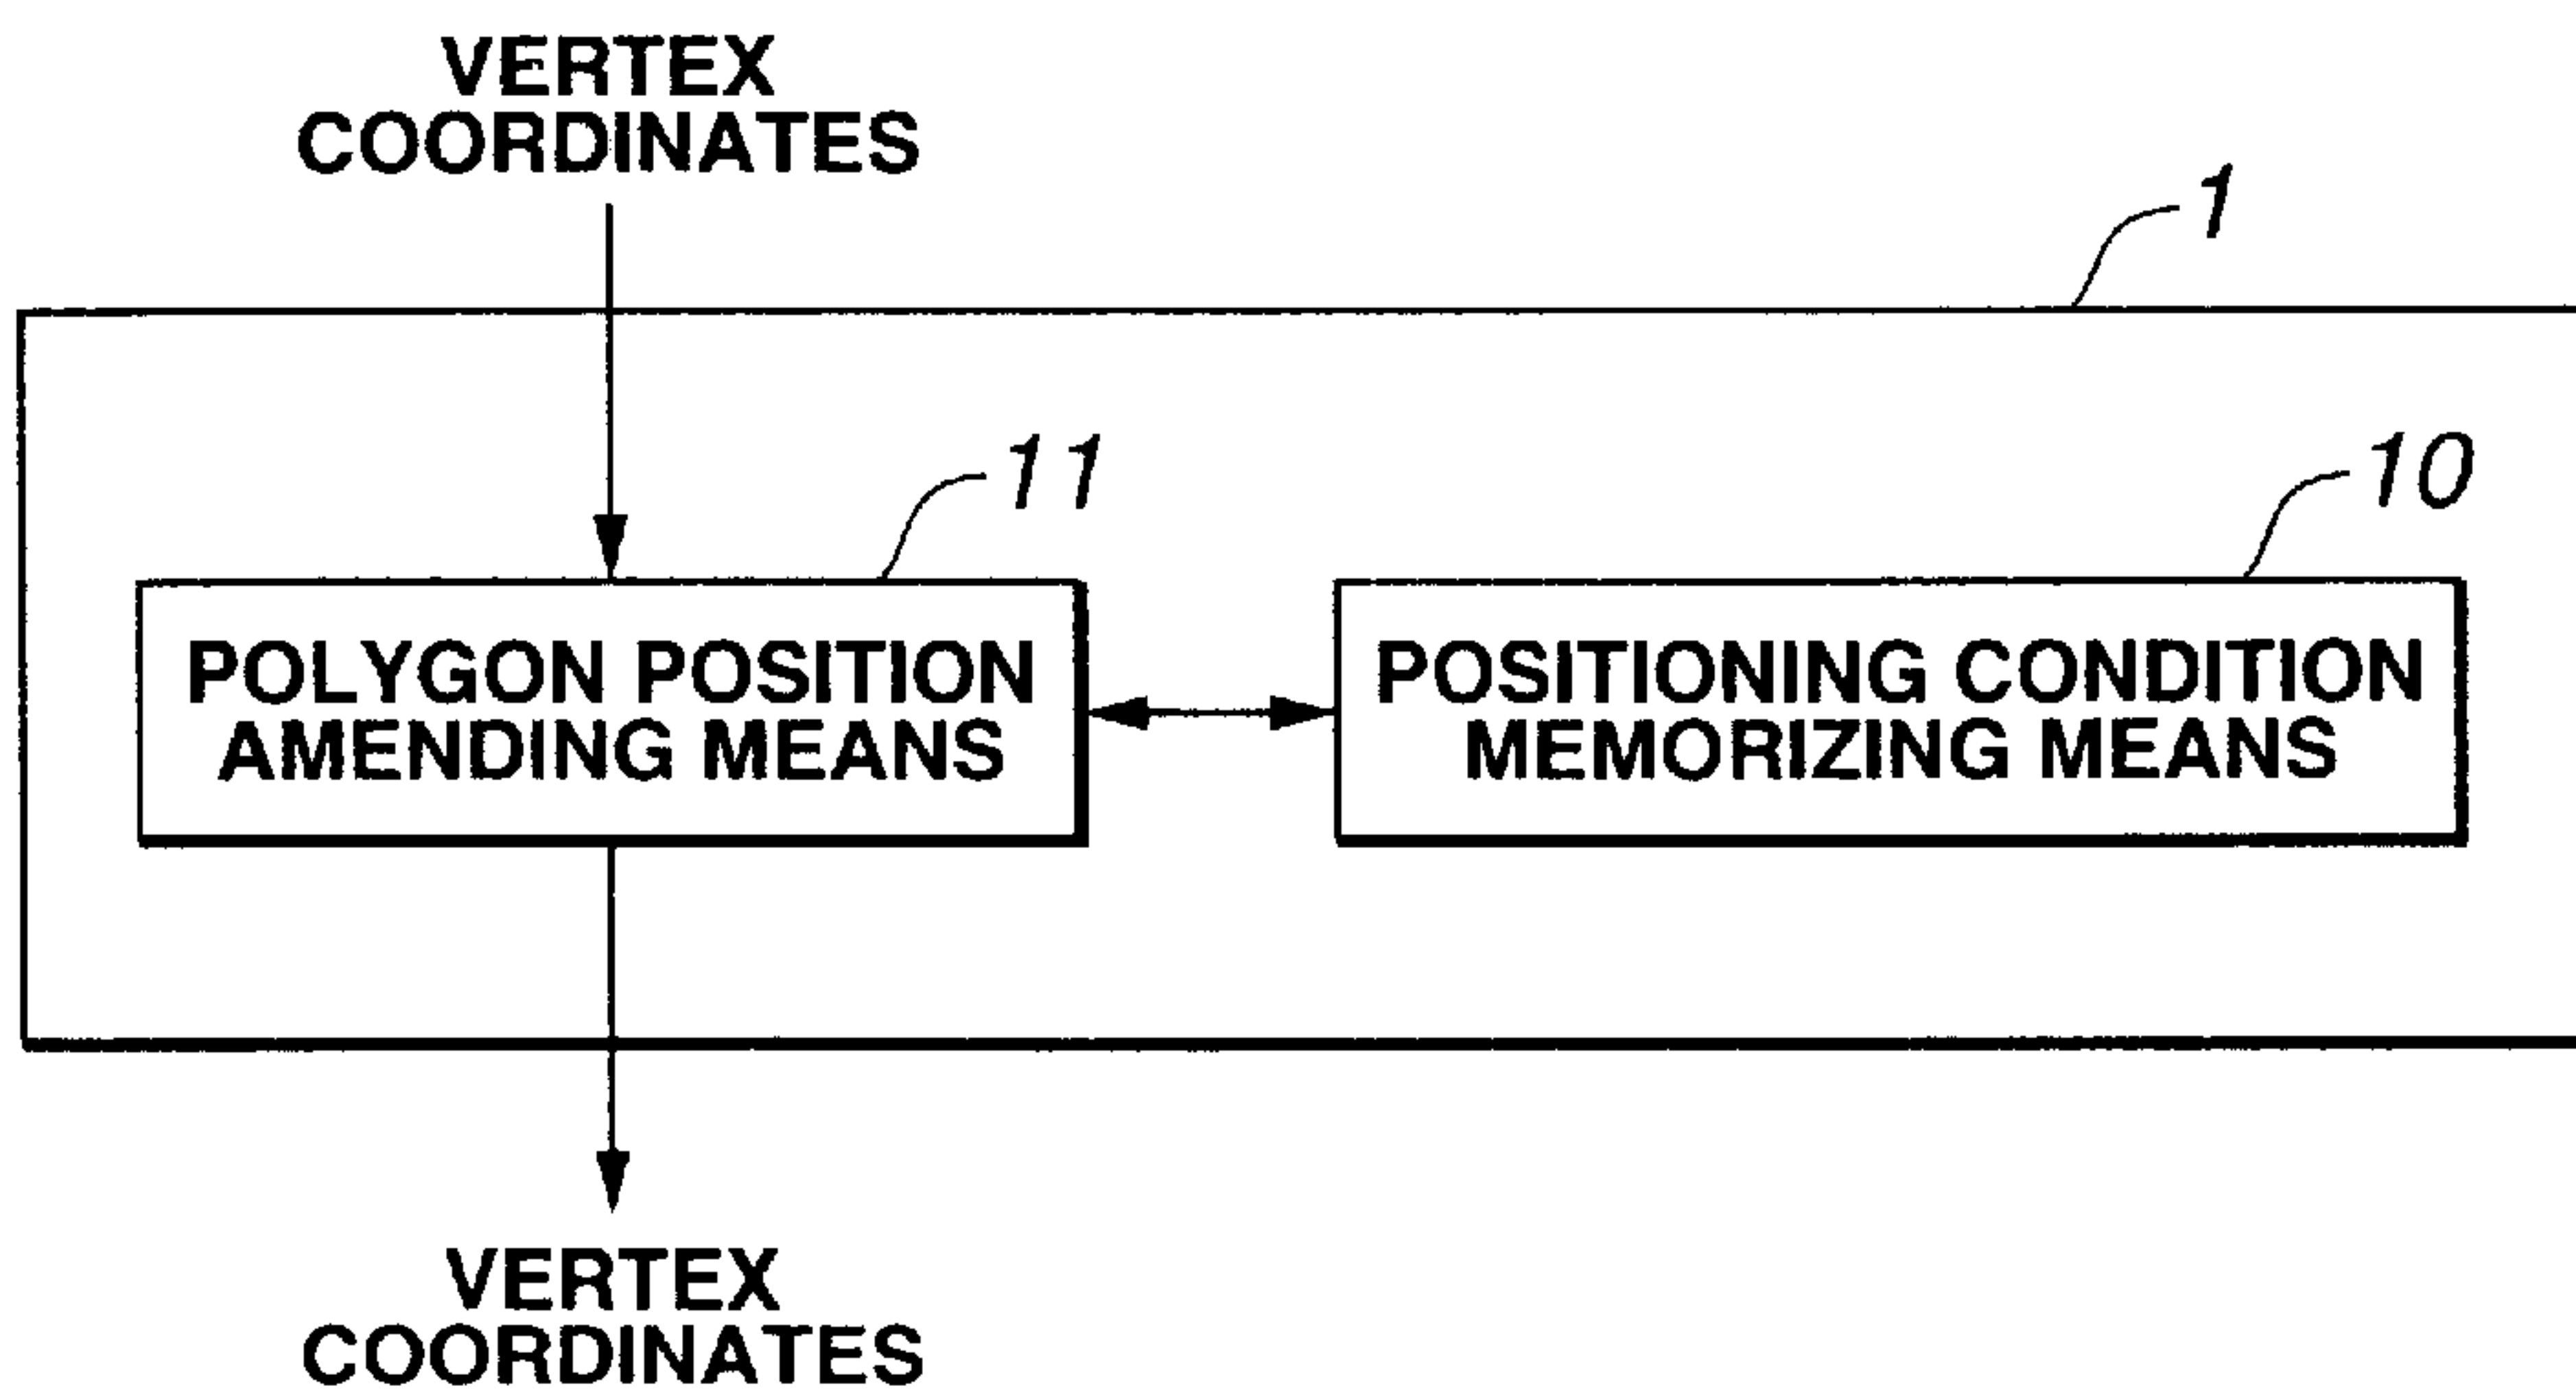 VERTEX
COORDINATES
1
11
10
POLYGON POSITION
AMENDING MEANS
POSITIONING CONDITION
MEMORIZING MEANS
VERTEX
COORDINATES